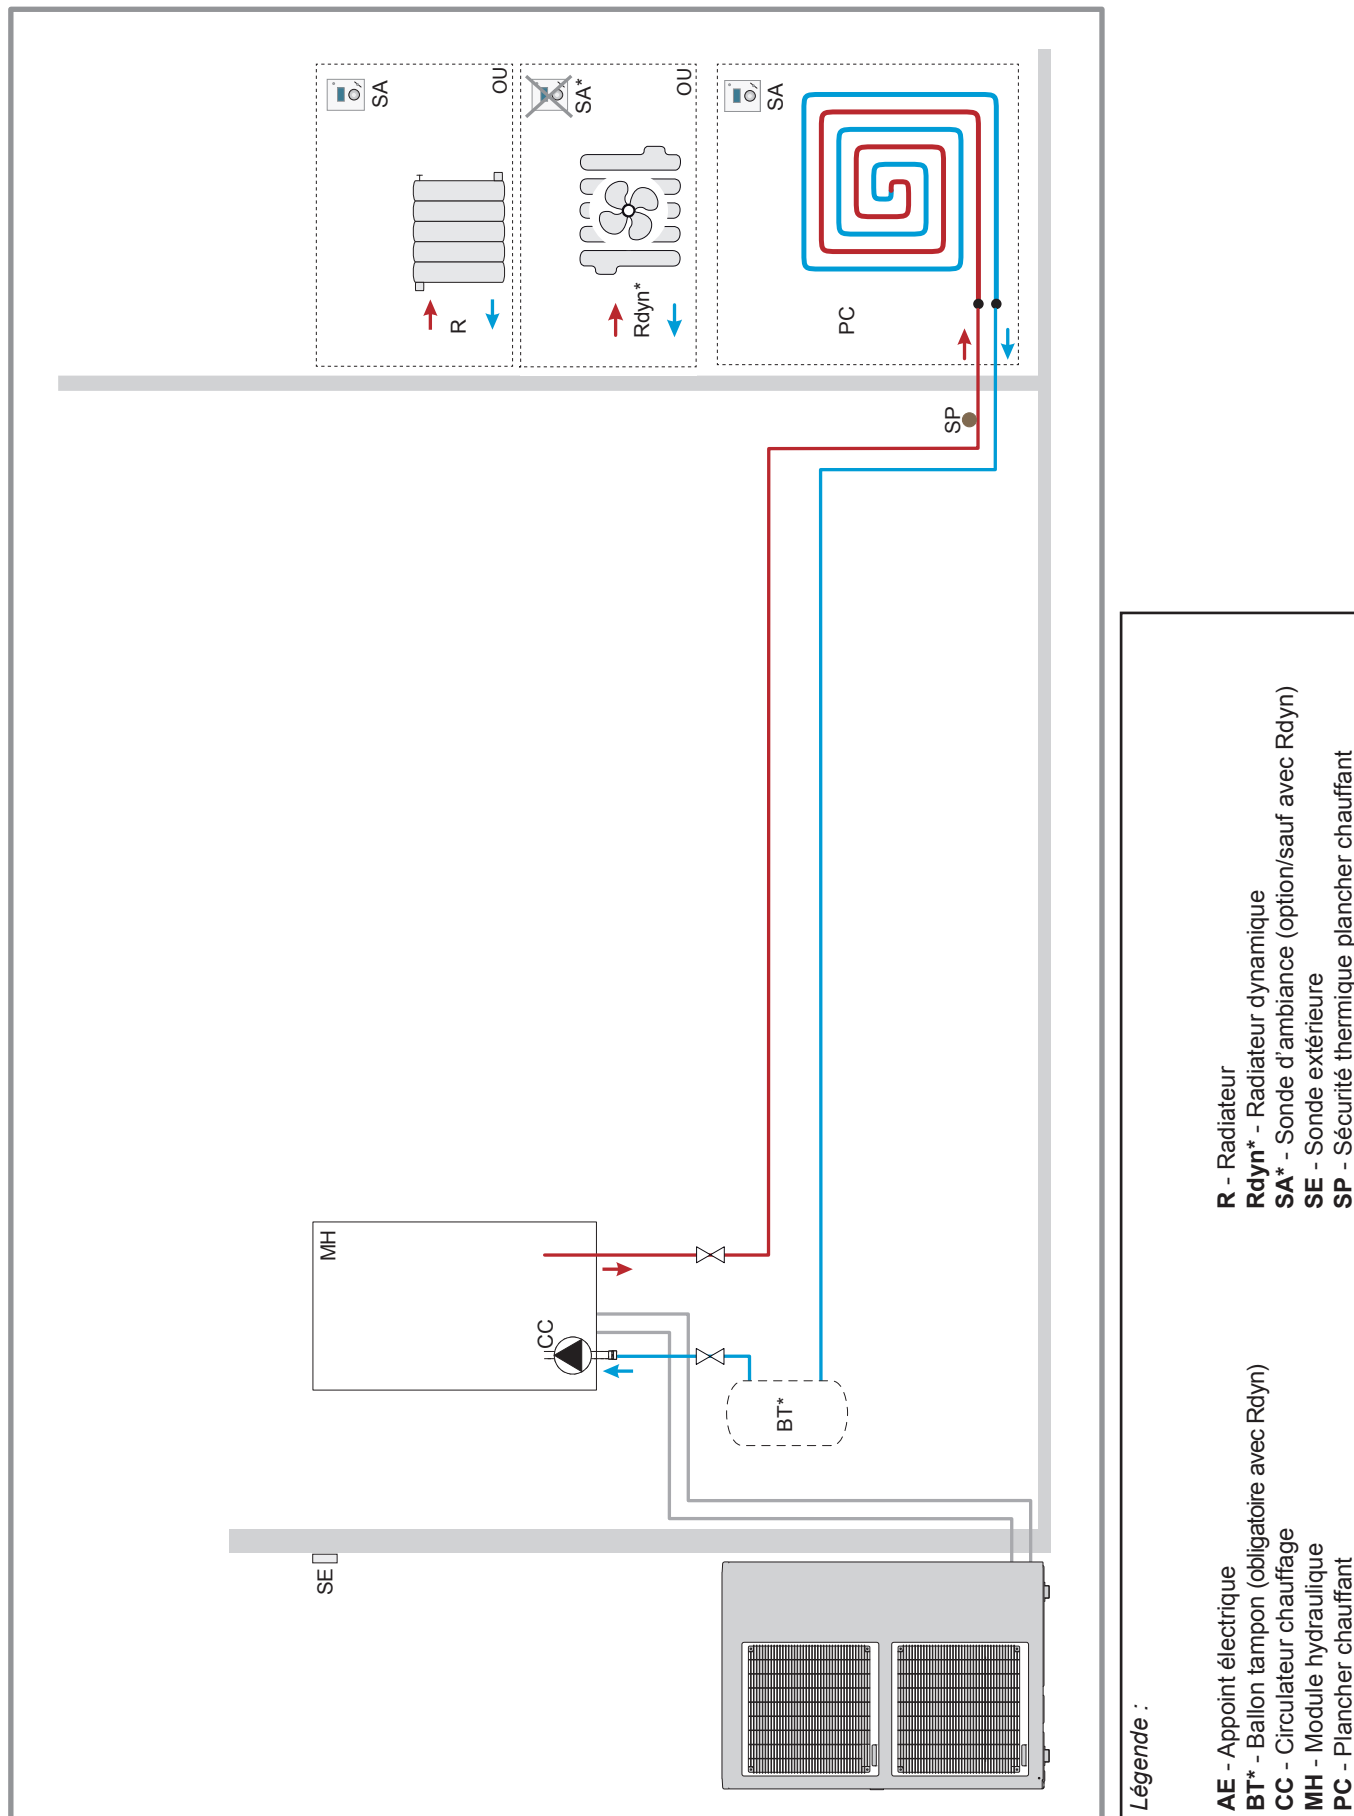 SE
MH
CC
BT*
SP
SA
R
OU
SA*
Rdyn*
OU
SA
PC
Légende :
AE - Appoint électrique
BT* - Ballon tampon (obligatoire avec Rdyn)
CC - Circulateur chauffage
MH - Module hydraulique
PC - Plancher chauffant
R - Radiateur
Rdyn* - Radiateur dynamique
SA* - Sonde d'ambiance (option/sauf avec Rdyn)
SE - Sonde extérieure
SP - Sécurité thermique plancher chauffant